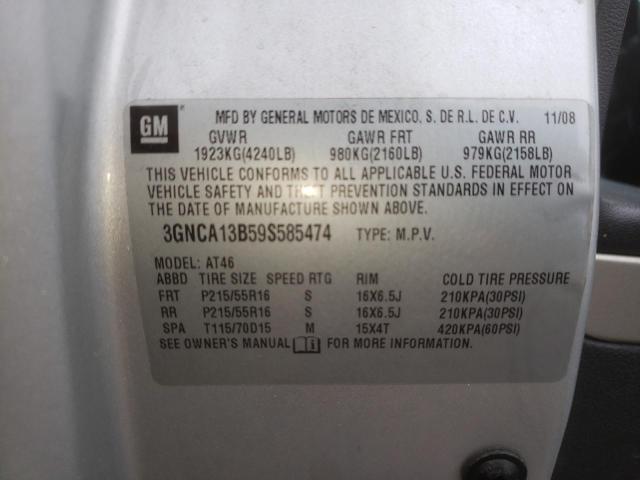 GM
MFD BY GENERAL MOTORS DE MEXICO, S. DE R.L. DE C.V. 11/08
GVWR GAWR FRT GAWR RR
1923KG(4240LB) 980KG(2160LB) 979KG(2158LB)
THIS VEHICLE CONFORMS TO ALL APPLICABLE U.S. FEDERAL MOTOR
VEHICLE SAFETY AND THEFT PREVENTION STANDARDS IN EFFECT ON
THE DATE OF MANUFACTURE SHOWN ABOVE.
3GNCA13B59S585474 TYPE: M.P.V.
MODEL: AT46
ABBD TIRE SIZE SPEED RTG RIM COLD TIRE PRESSURE
FRT P215/55R16 S 16X6.5J 210KPA(30PSI)
RR P215/55R16 S 16X6.5J 210KPA(30PSI)
SPA T115/70D15 M 15X4T 420KPA(60PSI)
SEE OWNER'S MANUAL FOR MORE INFORMATION.